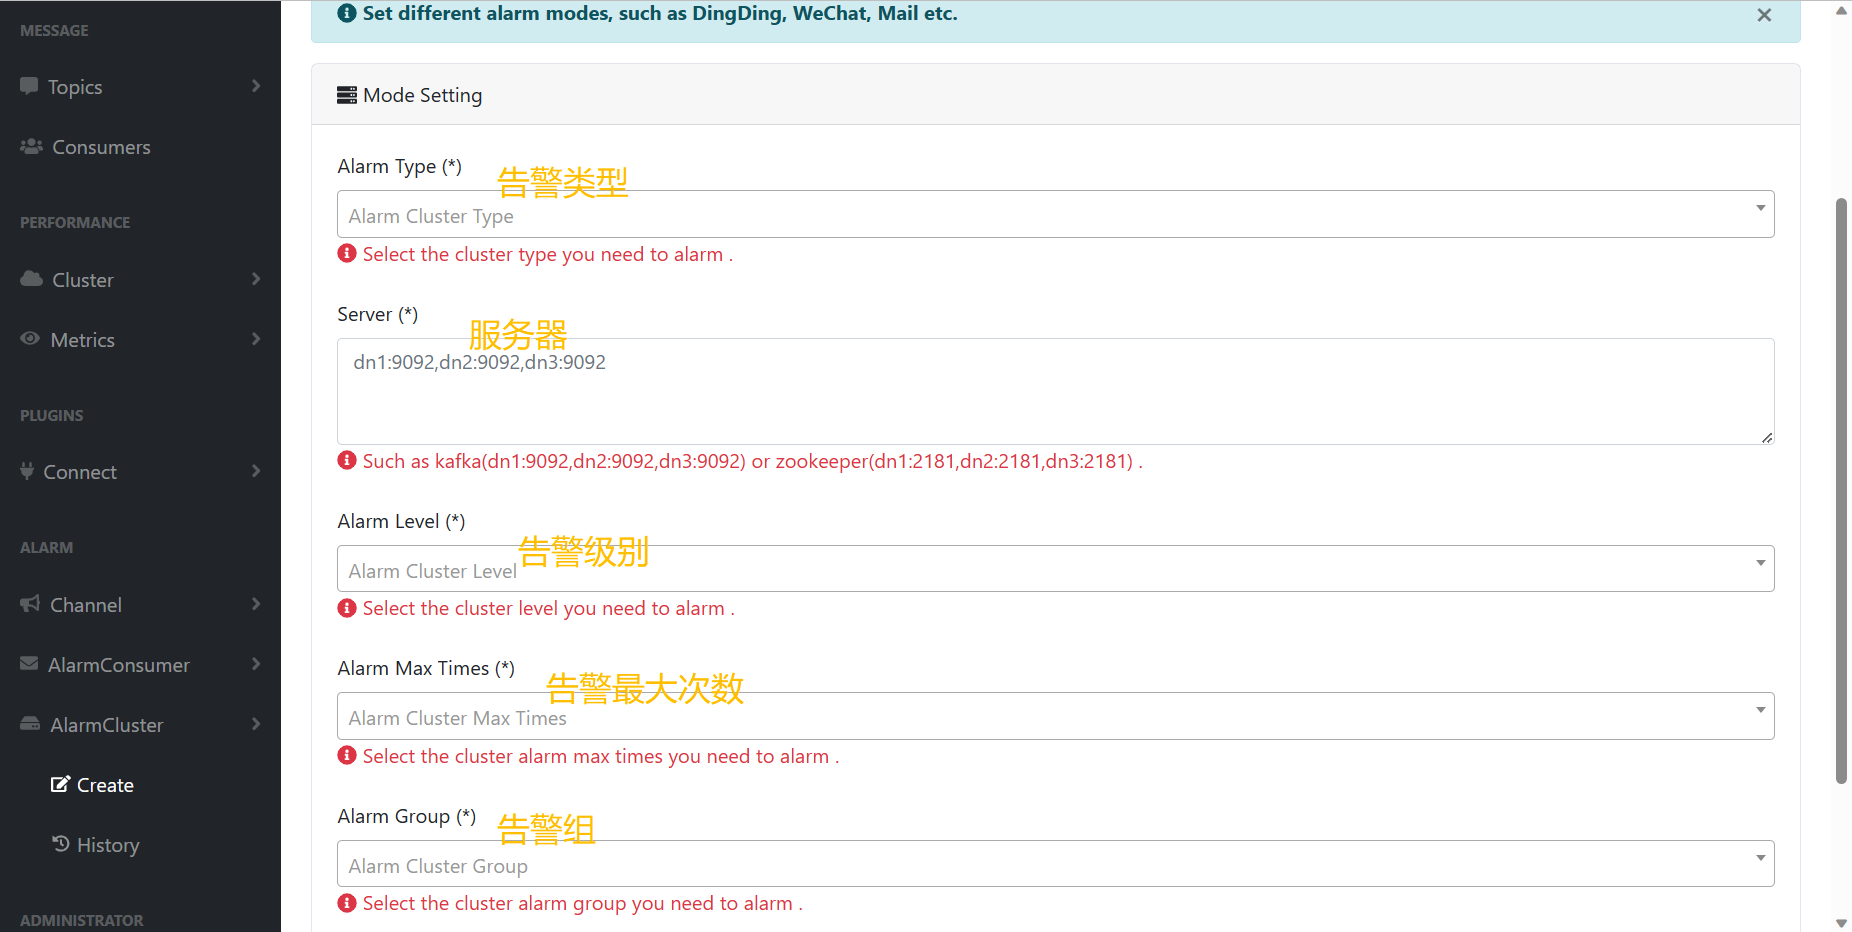 MESSAGE
Topics
Consumers
PERFORMANCE
Cluster
Metrics
PLUGINS
Connect
ALARM
Channel
AlarmConsumer
AlarmCluster
Create
History
ADMINISTRATOR
Set different alarm modes, such as DingDing, WeChat, Mail etc.
Mode Setting
Alarm Type (*)
告警类型
Alarm Cluster Type
Select the cluster type you need to alarm .
Server (*)
服务器
dn1:9092,dn2:9092,dn3:9092
Such as kafka(dn1:9092,dn2:9092,dn3:9092) or zookeeper(dn1:2181,dn2:2181,dn3:2181) .
Alarm Level (*)
告警级别
Alarm Cluster Level
Select the cluster level you need to alarm .
Alarm Max Times (*)
告警最大次数
Alarm Cluster Max Times
Select the cluster alarm max times you need to alarm .
Alarm Group (*)
告警组
Alarm Cluster Group
Select the cluster alarm group you need to alarm .